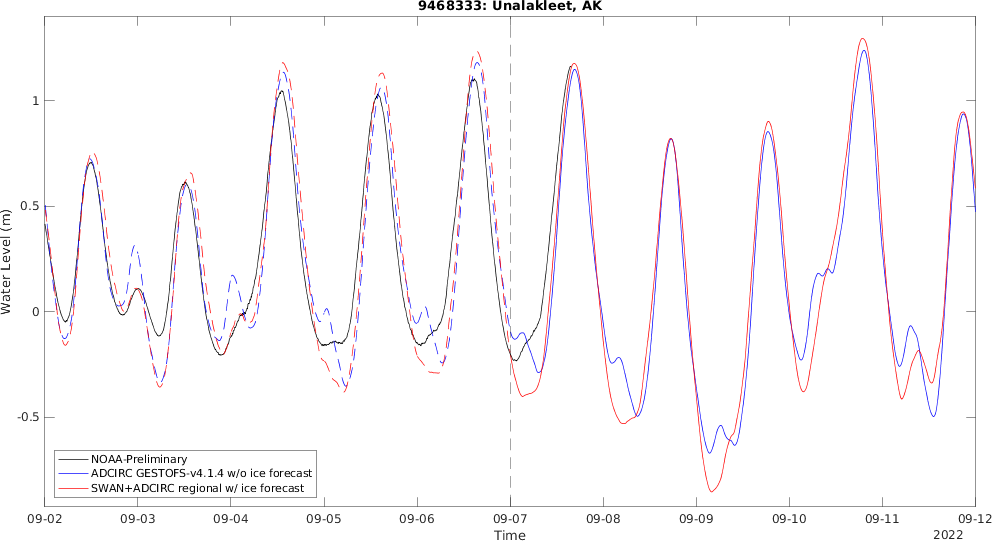 9468333: Unalakleet, AK
Water Level (m)
1
0.5
0
-0.5
NOAA-Preliminary
ADCIRC GESTOFS-v4.1.4 w/o ice forecast
SWAN+ADCIRC regional w/ ice forecast
09-02 09-03 09-04 09-05 09-06 09-07 09-08 09-09 09-10 09-11 09-12
Time
2022